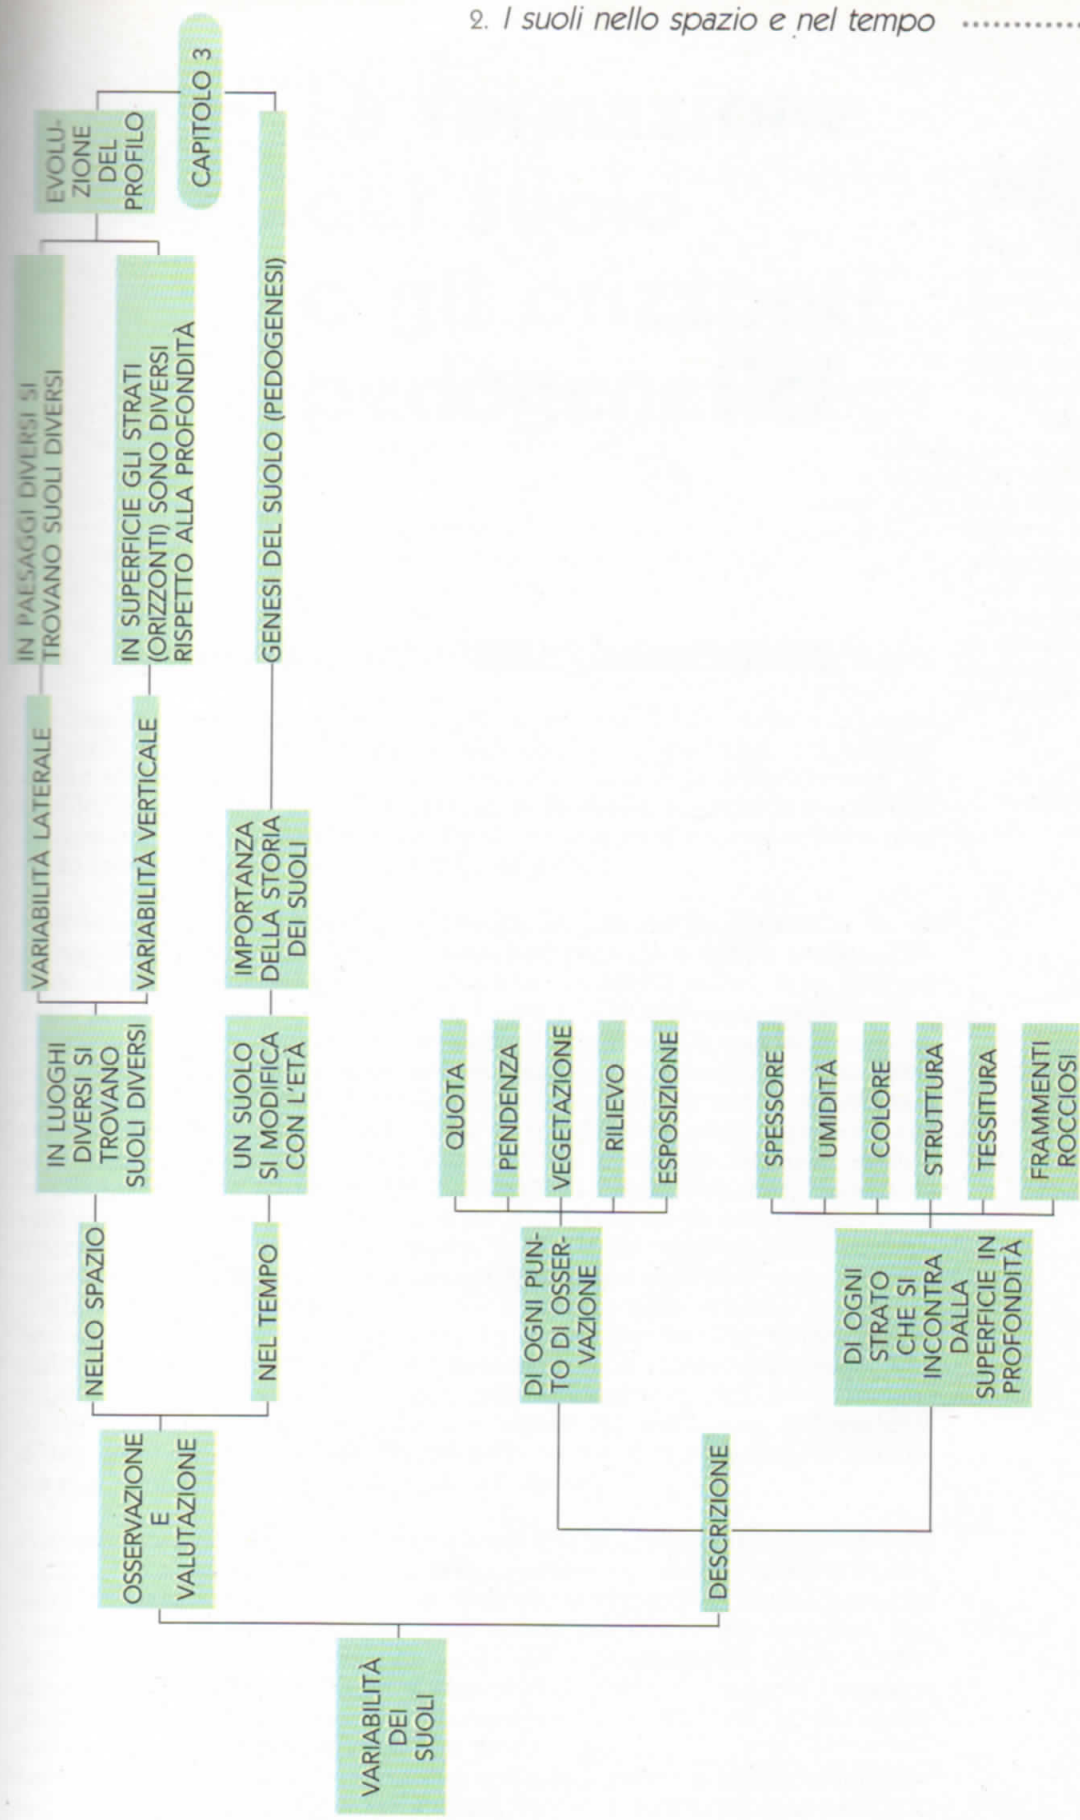 2. I suoli nello spazio e nel tempo
VARIABILITÀ
DEI
SUOLI
OSSERVAZIONE
E
VALUTAZIONE
NELLO SPAZIO
IN LUOGHI
DIVERSI SI
TROVANO
SUOLI DIVERSI
VARIABILITÀ LATERALE
IN PAESAGGI DIVERSI SI
TROVANO SUOLI DIVERSI
VARIABILITÀ VERTICALE
IN SUPERFICIE GLI STRATI
(ORIZZONTI) SONO DIVERSI
RISPETTO ALLA PROFONDITÀ
EVOLU-
ZIONE
DEL
PROFILO
CAPITOLO 3
NEL TEMPO
UN SUOLO
SI MODIFICA
CON L'ETÀ
IMPORTANZA
DELLA STORIA
DEI SUOLI
GENESI DEL SUOLO (PEDOGENESI)
DESCRIZIONE
DI OGNI PUN-
TO DI OSSER-
VAZIONE
QUOTA
PENDENZA
VEGETAZIONE
RILIEVO
ESPOSIZIONE
DI OGNI
STRATO
CHE SI
INCONTRA
DALLA
SUPERFICIE IN
PROFONDITÀ
SPESSORE
UMIDITÀ
COLORE
STRUTTURA
TESSITURA
FRAMMENTI
ROCCIOSI